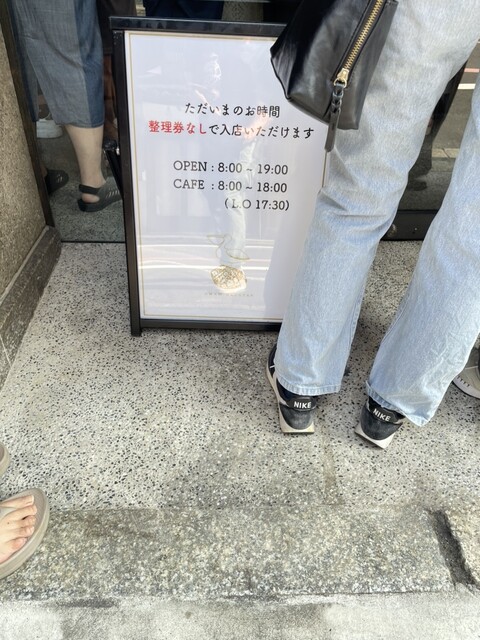 ただいまのお時間
整理券なしで入店いただけます
OPEN : 8:00 ~ 19:00
CAFE : 8:00 ~ 18:00
(L.O 17:30)
NIKE
NIKE